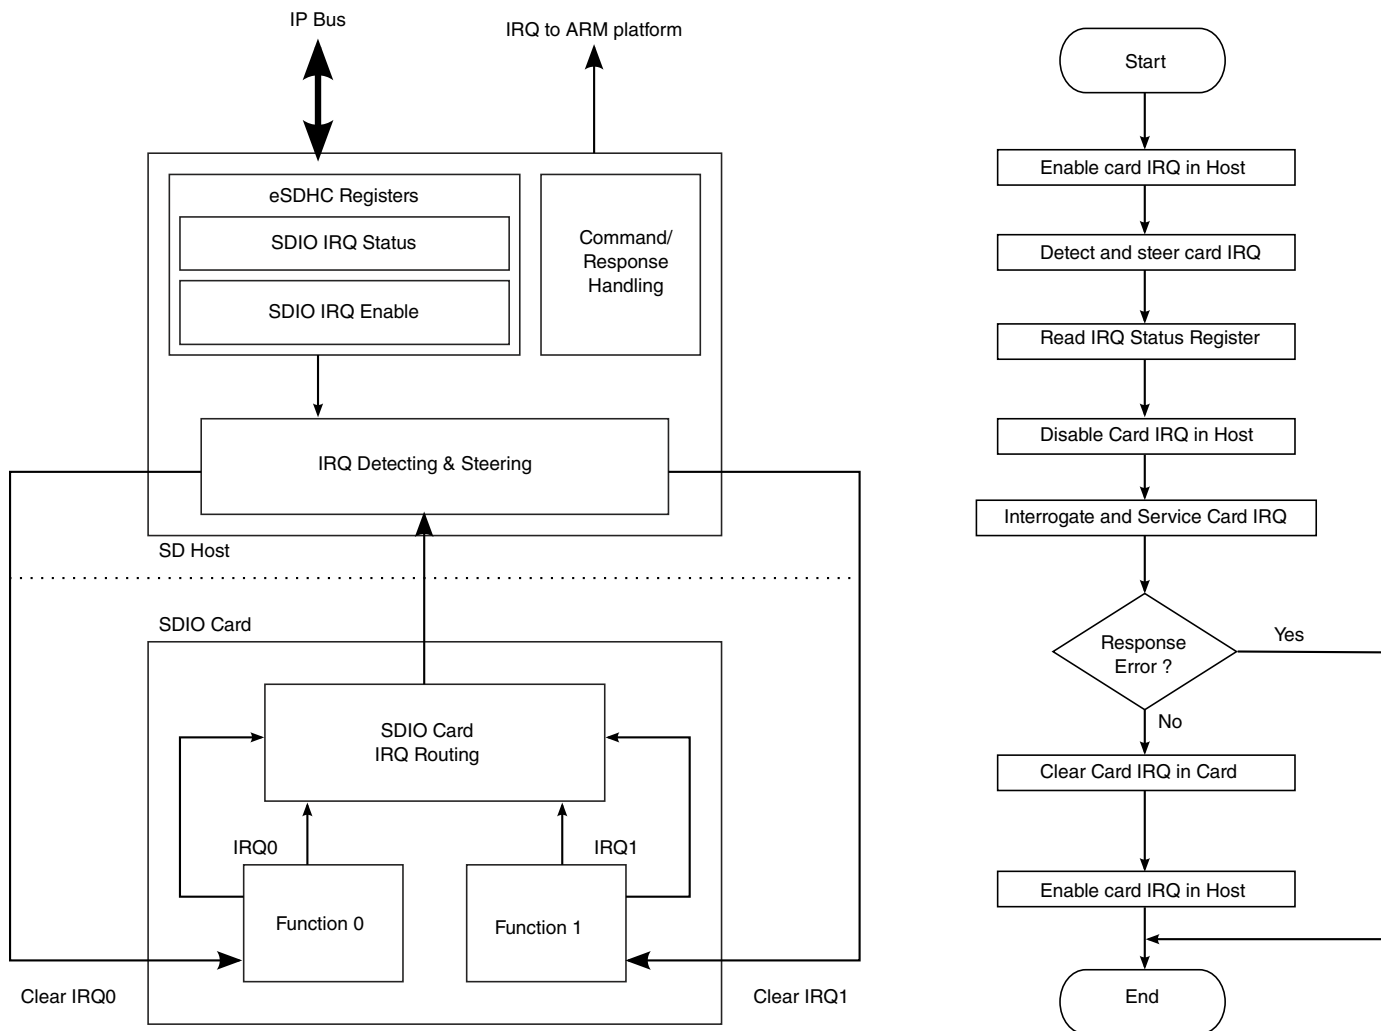 IP Bus
IRQ to ARM platform
eSDHC Registers
SDIO IRQ Status
SDIO IRQ Enable
Command/
Response
Handling
IRQ Detecting & Steering
SD Host
SDIO Card
SDIO Card
IRQ Routing
IRQ0
IRQ1
Function 0
Function 1
Clear IRQ0
Clear IRQ1
Start
Enable card IRQ in Host
Detect and steer card IRQ
Read IRQ Status Register
Disable Card IRQ in Host
Interrogate and Service Card IRQ
Response
Error ?
Yes
No
Clear Card IRQ in Card
Enable card IRQ in Host
End